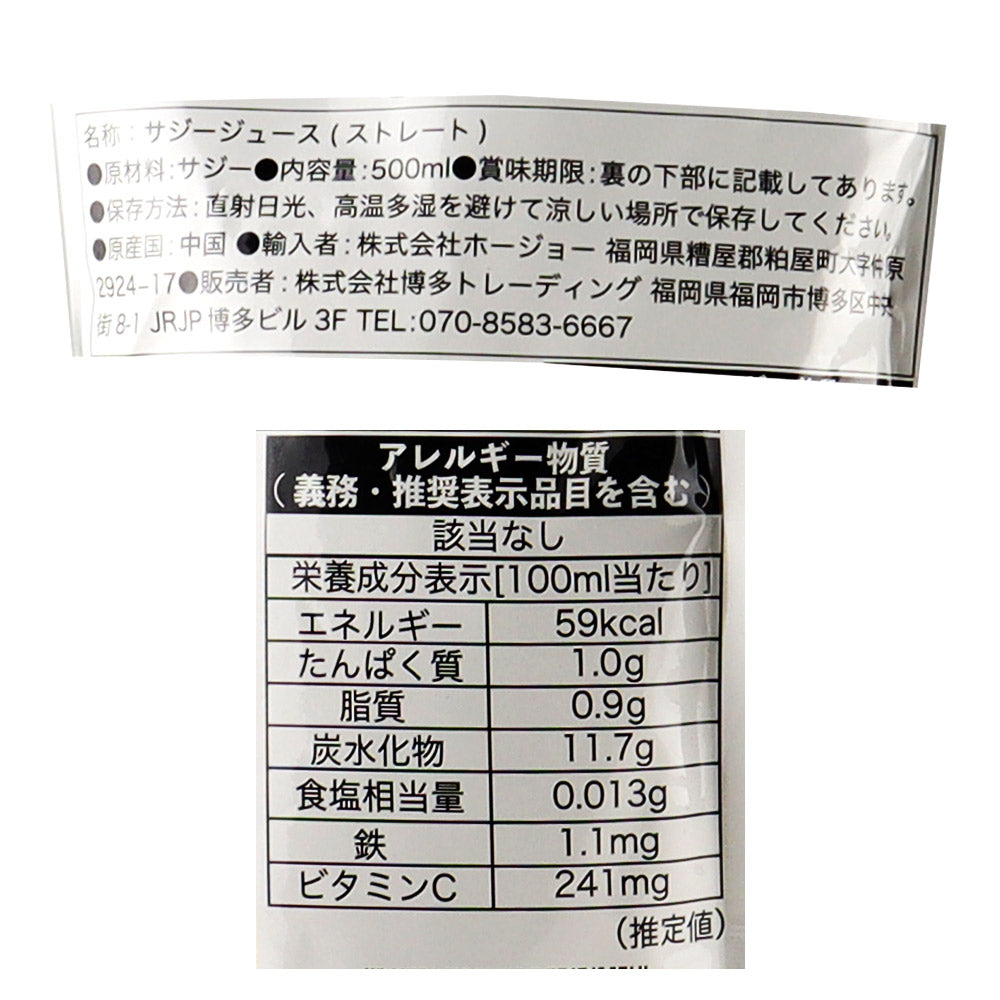 名称：サジージュース(ストレート)
●原材料:サジー●内容量:500ml●賞味期限:裏の下部に記載してあります。
●保存方法:直射日光、高温多湿を避けて涼しい場所で保存してください。
●原産国:中国 ●輸入者:株式会社ホージョー 福岡県糟屋郡粕屋町大字仲原
2924-17●販売者:株式会社博多トレーディング 福岡県福岡市博多区中央
街8-1 JRJP博多ビル3F TEL:070-8583-6667
アレルギー物質
(義務・推奨表示品目を含む)
該当なし
栄養成分表示[100ml当たり]
エネルギー 59kcal
たんぱく質 1.0g
脂質 0.9g
炭水化物 11.7g
食塩相当量 0.013g
鉄 1.1mg
ビタミンC 241mg
(推定値)